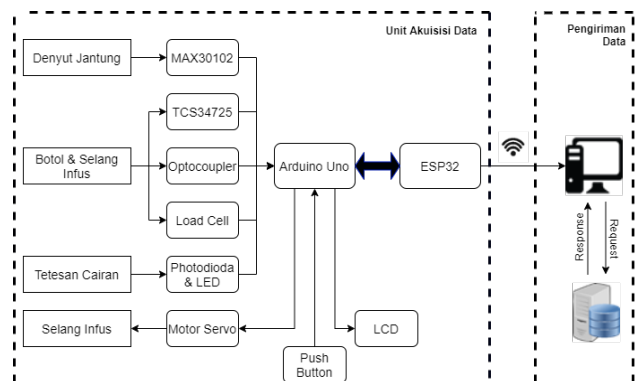 Unit Akuisisi Data
Pengiriman
Data
Denyut Jantung
MAX30102
TCS34725
Botol & Selang
Infus
Optocoupler
Arduino Uno
ESP32
Load Cell
Tetesan Cairan
Photodioda
& LED
Selang Infus
Motor Servo
LCD
Push
Button
Response
Request